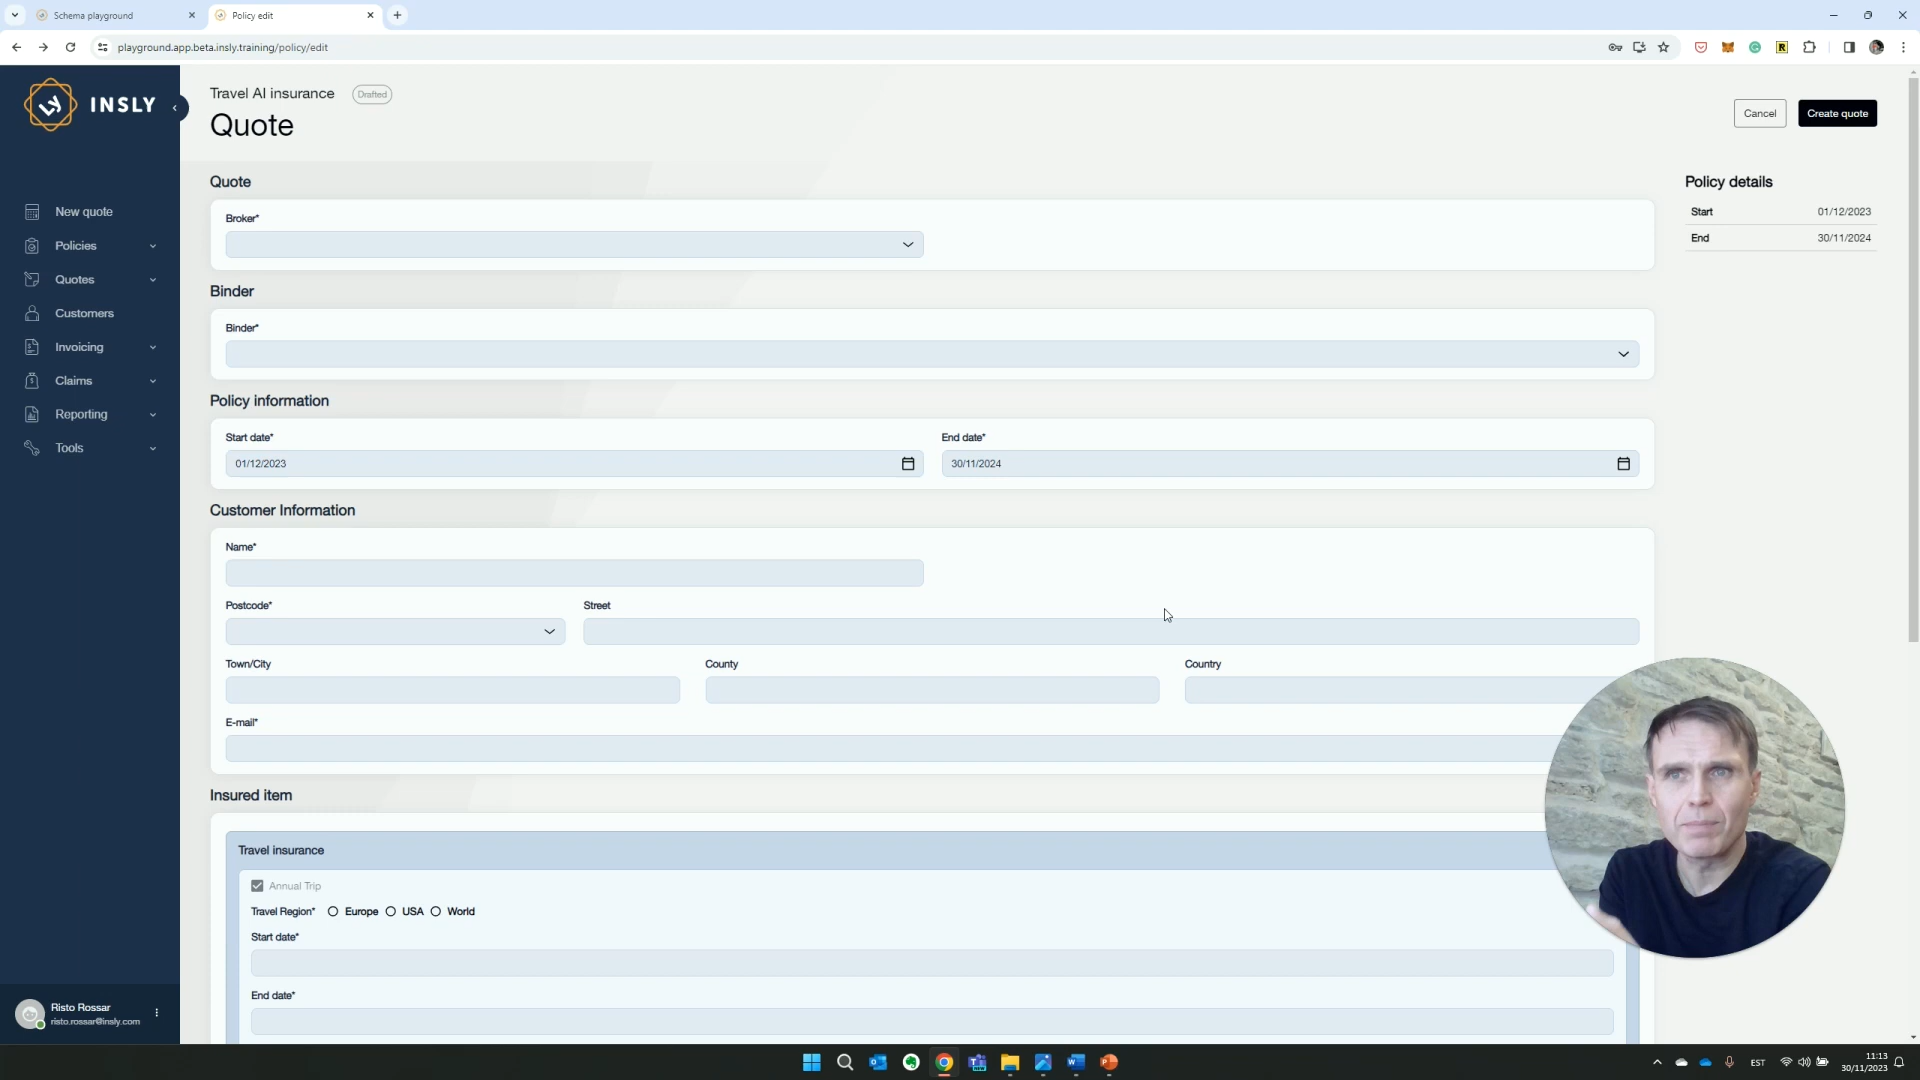 Schema playground
Policy edit
playground.app.beta.insly.training/policy/edit
INSLY
New quote
Policies
Quotes
Customers
Invoicing
Claims
Reporting
Tools
Risto Rossar
risto.rossar@insly.com
Travel AI insurance
Drafted
Quote
Cancel
Create quote
Quote
Broker*
Binder
Binder*
Policy information
Start date*
End date*
01/12/2023
30/11/2024
Customer Information
Name*
Postcode*
Street
Town/City
County
Country
E-mail*
Insured item
Travel insurance
Annual Trip
Travel Region*
Europe
USA
World
Start date*
End date*
Policy details
Start
01/12/2023
End
30/11/2024
EST
11:13
30/11/2023